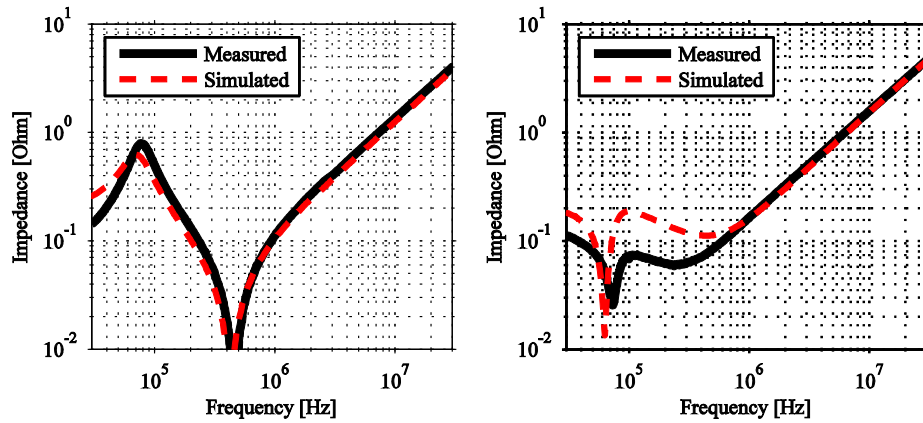 Impedance [Ohm]
10^1
10^0
10^-1
10^-2
Measured
Simulated
10^5 10^6 10^7
Frequency [Hz]
Impedance [Ohm]
10^1
10^0
10^-1
10^-2
Measured
Simulated
10^5 10^6 10^7
Frequency [Hz]